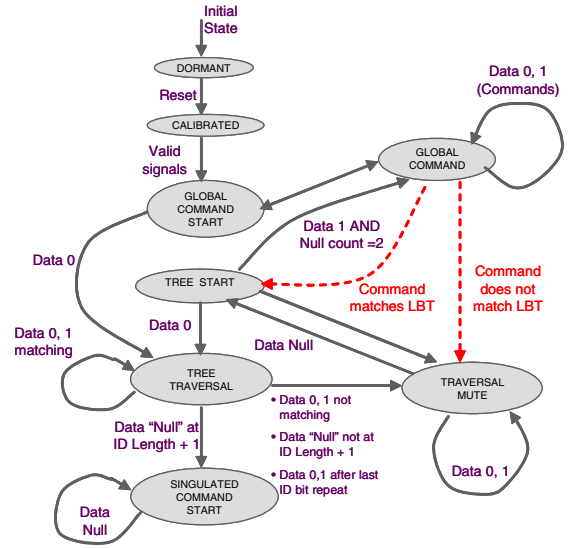 Initial
State
DORMANT
Reset
CALIBRATED
Valid
signals
GLOBAL
COMMAND
START
Data 0, 1
(Commands)
GLOBAL
COMMAND
Data 1 AND
Null count =2
Data 0
TREE START
Command
matches LBT
Command
does not
match LBT
Data 0
Data Null
Data 0, 1
matching
TREE
TRAVERSAL
TRAVERSAL
MUTE
• Data 0, 1 not
matching
• Data “Null” not at
ID Length + 1
• Data 0,1 after last
ID bit repeat
Data “Null” at
ID Length + 1
Data 0, 1
SINGULATED
COMMAND
START
Data
Null